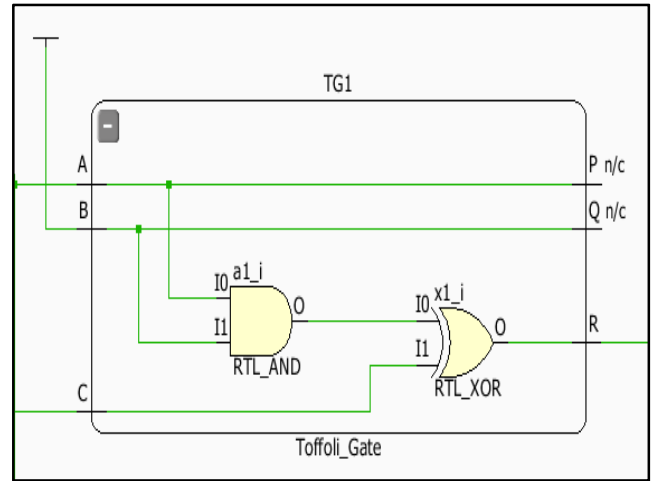 TG1
-
A
P n/c
B
Q n/c
a1_i
I0
O
I1
RTL_AND
x1_i
I0
O
I1
RTL_XOR
R
C
Toffoli_Gate